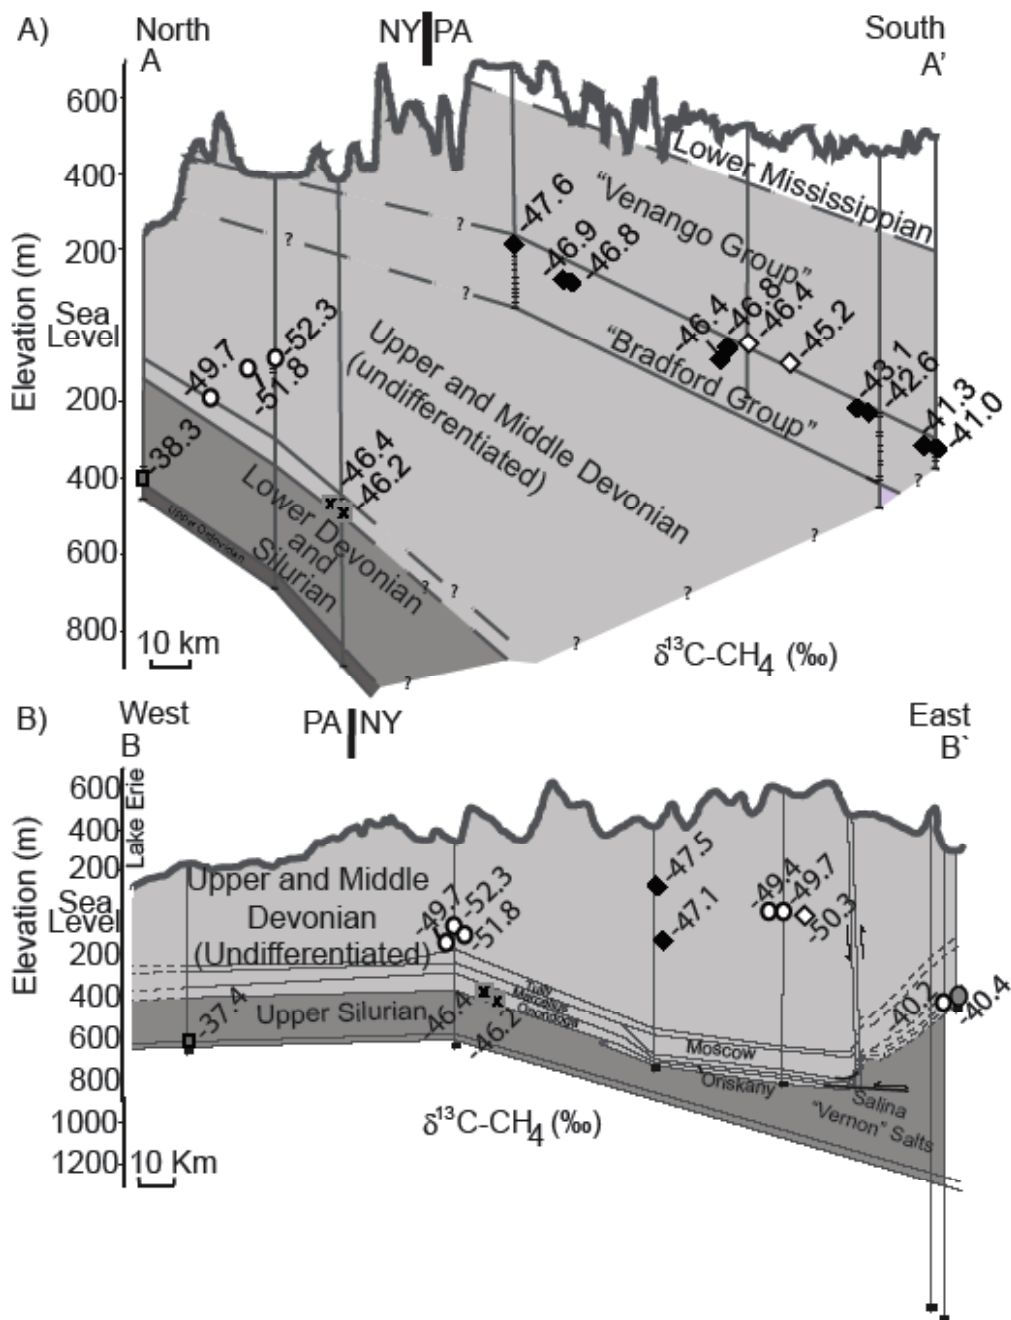 A)
North
A
NY PA
South
A’
600
400
200
Sea
Level
200
400
600
800
Elevation (m)
10 km
Lower Mississippian
“Venango Group”
“Bradford Group”
Upper and Middle Devonian
(undifferentiated)
Lower Devonian
and
Silurian
-47.6
-46.9
-46.8
-46.4
-46.8
-46.4
-45.2
-43.1
-42.6
-41.3
-41.0
-49.7
-51.8
-52.3
-38.3
-46.4
-46.2
?
?
?
?
?
?
?
?
?
?
δ¹³C-CH₄ (‰)
B)
West
B
PA NY
East
B`
Lake Erie
600
400
200
Sea
Level
200
400
600
800
1000
1200
Elevation (m)
10 Km
Upper and Middle
Devonian
(Undifferentiated)
Upper Silurian
Tully
Moscow
Oriskany
Salina
“Vernon” Salts
-49.7
-52.3
-51.8
-47.5
-47.1
-49.4
-49.7
-50.3
-37.4
-46.4
-46.2
-40.2
-40.4
δ¹³C-CH₄ (‰)